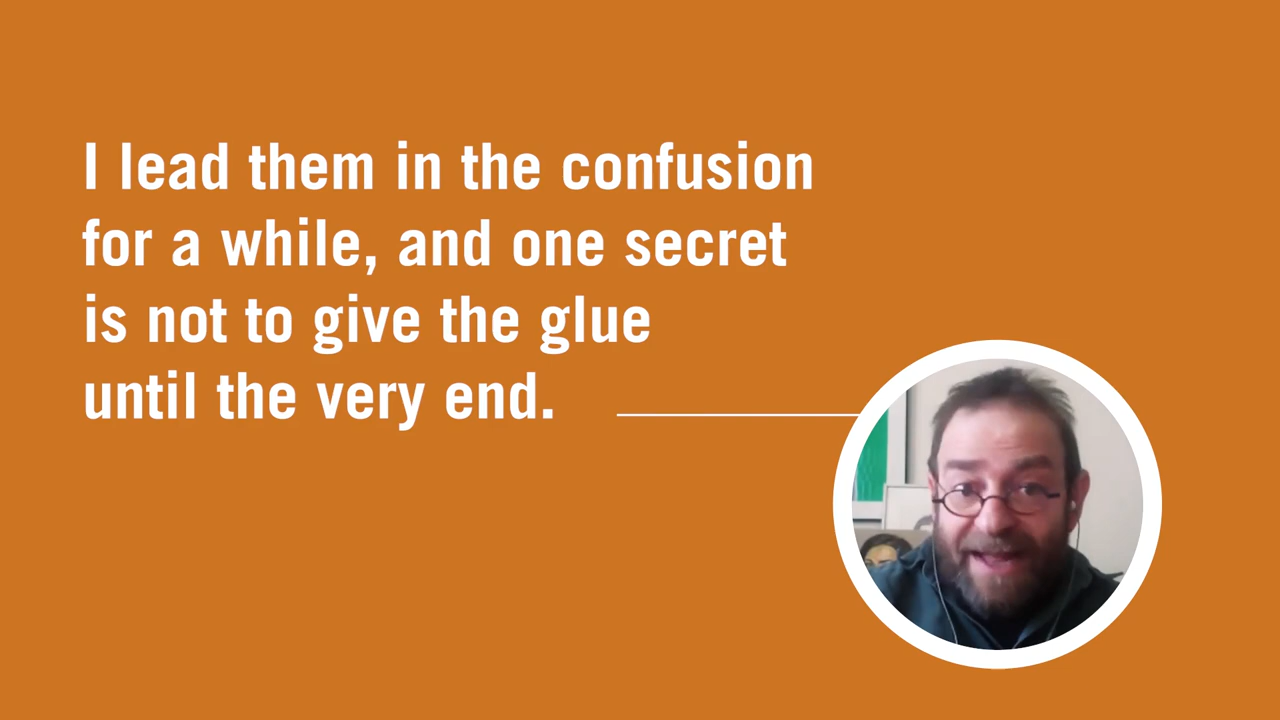 I lead them in the confusion
for a while, and one secret
is not to give the glue
until the very end.